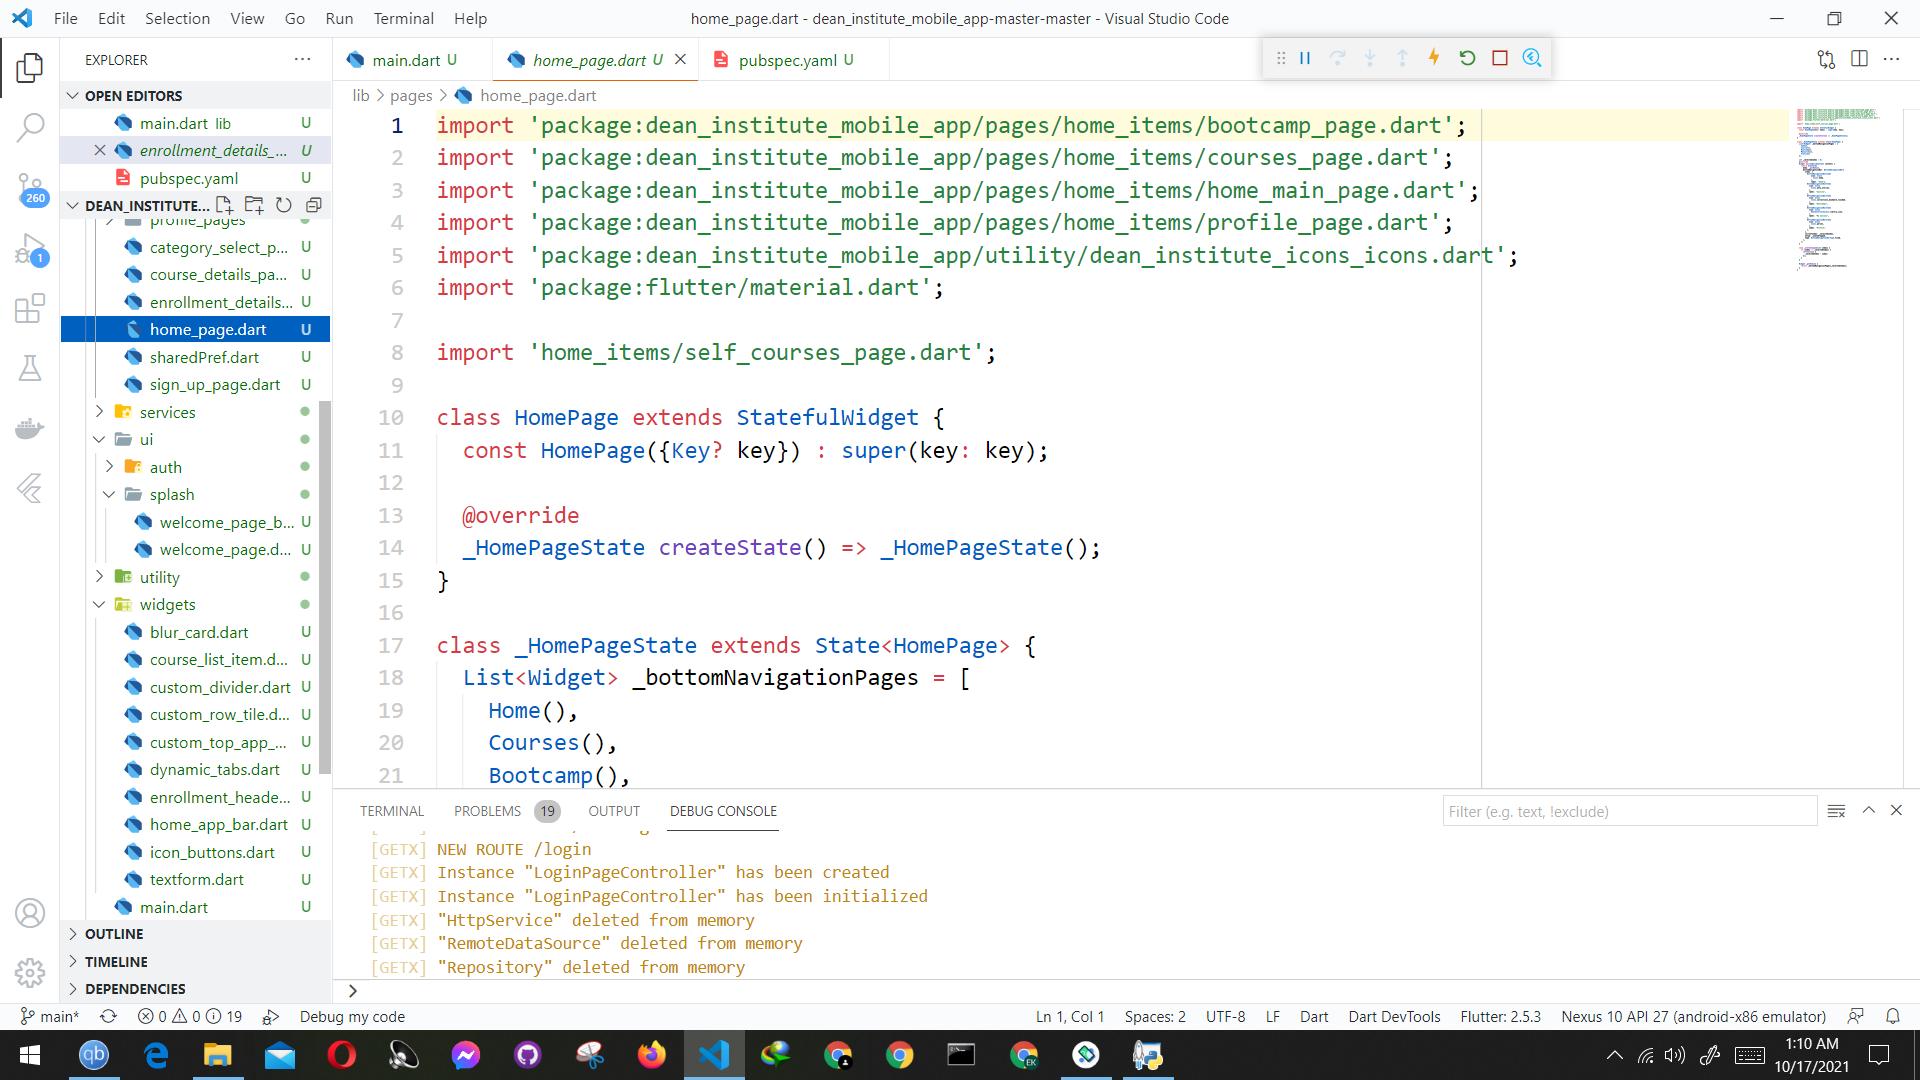 File Edit Selection View Go Run Terminal Help
home_page.dart - dean_institute_mobile_app-master-master - Visual Studio Code
EXPLORER
OPEN EDITORS
main.dart lib U
enrollment_details_... U
pubspec.yaml U
DEAN_INSTITUTE...
profile_pages
category_select_p... U
course_details_pa... U
enrollment_details... U
home_page.dart U
sharedPref.dart U
sign_up_page.dart U
services
ui
auth
splash
welcome_page_b... U
welcome_page.d... U
utility
widgets
blur_card.dart U
course_list_item.d... U
custom_divider.dart U
custom_row_tile.d... U
custom_top_app_... U
dynamic_tabs.dart U
enrollment_heade... U
home_app_bar.dart U
icon_buttons.dart U
textform.dart U
main.dart U
OUTLINE
TIMELINE
DEPENDENCIES
260
1
main.dart U
home_page.dart U
pubspec.yaml U
lib > pages > home_page.dart
1 import 'package:dean_institute_mobile_app/pages/home_items/bootcamp_page.dart';
2 import 'package:dean_institute_mobile_app/pages/home_items/courses_page.dart';
3 import 'package:dean_institute_mobile_app/pages/home_items/home_main_page.dart';
4 import 'package:dean_institute_mobile_app/pages/home_items/profile_page.dart';
5 import 'package:dean_institute_mobile_app/utility/dean_institute_icons_icons.dart';
6 import 'package:flutter/material.dart';
7
8 import 'home_items/self_courses_page.dart';
9
10 class HomePage extends StatefulWidget {
11 const HomePage({Key? key}) : super(key: key);
12
13 @override
14 _HomePageState createState() => _HomePageState();
15 }
16
17 class _HomePageState extends State<HomePage> {
18 List<Widget> _bottomNavigationPages = [
19 Home(),
20 Courses(),
21 Bootcamp(),
TERMINAL PROBLEMS 19 OUTPUT DEBUG CONSOLE
Filter (e.g. text, !exclude)
[GETX] NEW ROUTE /login
[GETX] Instance "LoginPageController" has been created
[GETX] Instance "LoginPageController" has been initialized
[GETX] "HttpService" deleted from memory
[GETX] "RemoteDataSource" deleted from memory
[GETX] "Repository" deleted from memory
>
main* 0 0 19 Debug my code
Ln 1, Col 1 Spaces: 2 UTF-8 LF Dart Dart DevTools Flutter: 2.5.3 Nexus 10 API 27 (android-x86 emulator)
qb
EK
1:10 AM
10/17/2021